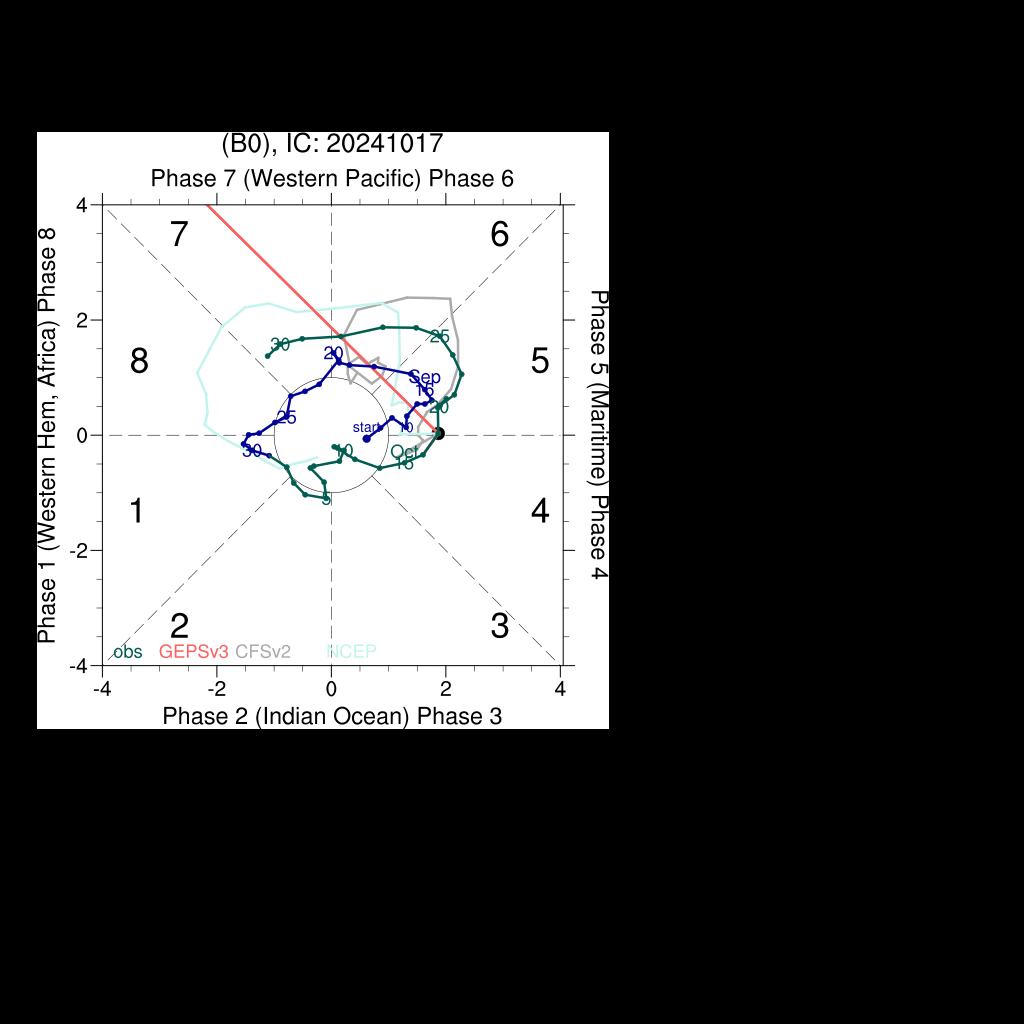 (B0), IC: 20241017
Phase 7 (Western Pacific) Phase 6
Phase 1 (Western Hem, Africa) Phase 8
Phase 5 (Maritime) Phase 4
4
2
0
-2
-4
7
6
8
5
1
4
2
3
30
25
20
Sep
16
20
25
start
10
30
10
Oct
15
5
obs GEPSv3 CFSv2 NCEP
-4 -2 0 2 4
Phase 2 (Indian Ocean) Phase 3